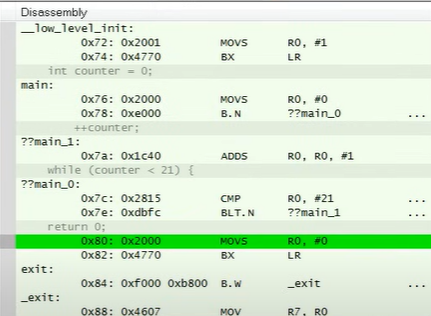 Disassembly
__low_level_init:
0x72: 0x2001 MOVS R0, #1
0x74: 0x4770 BX LR
int counter = 0;
main:
0x76: 0x2000 MOVS R0, #0
0x78: 0xe000 B.N ??main_0 ...
++counter;
??main_1:
0x7a: 0x1c40 ADDS R0, R0, #1
while (counter < 21) {
??main_0:
0x7c: 0x2815 CMP R0, #21 ...
0x7e: 0xdbfc BLT.N ??main_1 ...
return 0;
0x80: 0x2000 MOVS R0, #0
0x82: 0x4770 BX LR
exit:
0x84: 0xf000 0xb800 B.W _exit ...
_exit:
0x88: 0x4607 MOV R7, R0